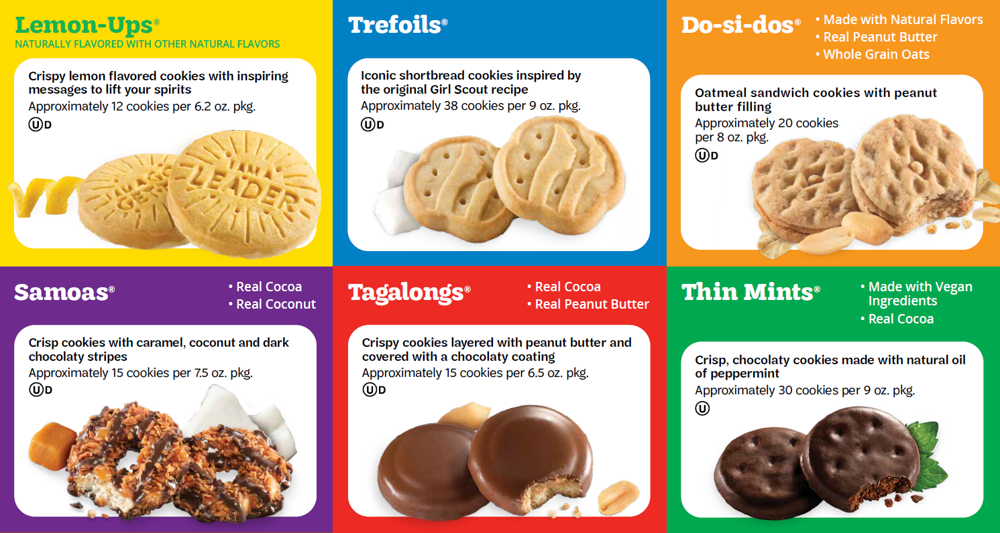 Lemon-Ups®
NATURALLY FLAVORED WITH OTHER NATURAL FLAVORS
Crispy lemon flavored cookies with inspiring
messages to lift your spirits
Approximately 12 cookies per 6.2 oz. pkg.
Ⓤ D
I AM A
LEADER
Trefoils®
Iconic shortbread cookies inspired by
the original Girl Scout recipe
Approximately 38 cookies per 9 oz. pkg.
Ⓤ D
Do-si-dos®
• Made with Natural Flavors
• Real Peanut Butter
• Whole Grain Oats
Oatmeal sandwich cookies with peanut
butter filling
Approximately 20 cookies
per 8 oz. pkg.
Ⓤ D
Samoas®
• Real Cocoa
• Real Coconut
Crisp cookies with caramel, coconut and dark
chocolaty stripes
Approximately 15 cookies per 7.5 oz. pkg.
Ⓤ D
Tagalongs®
• Real Cocoa
• Real Peanut Butter
Crispy cookies layered with peanut butter and
covered with a chocolaty coating
Approximately 15 cookies per 6.5 oz. pkg.
Ⓤ D
Thin Mints®
• Made with Vegan
Ingredients
• Real Cocoa
Crisp, chocolaty cookies made with natural oil
of peppermint
Approximately 30 cookies per 9 oz. pkg.
Ⓤ